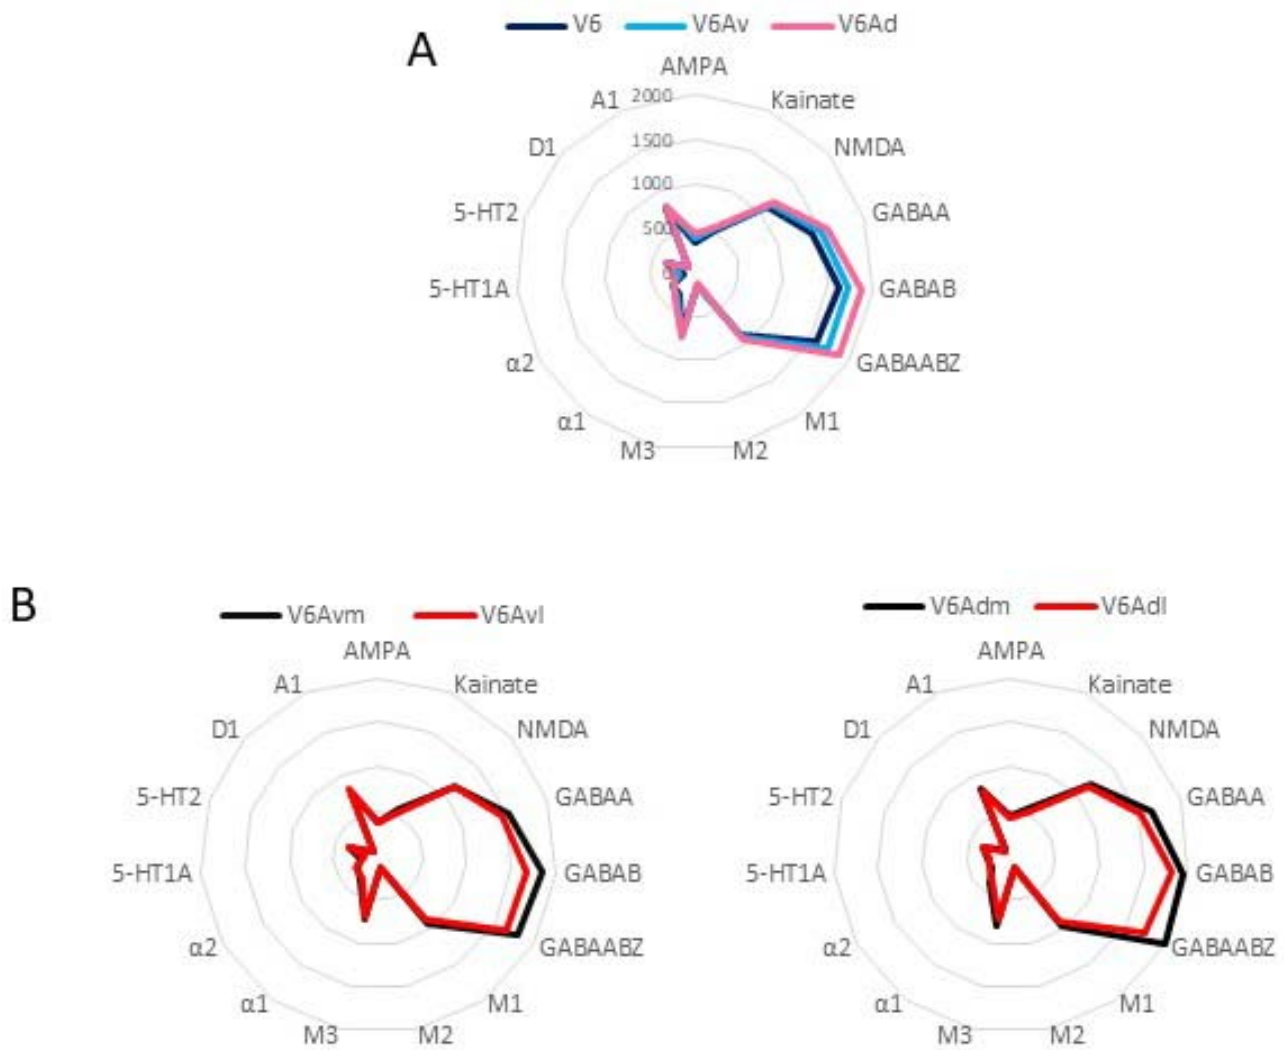 A
V6 V6Av V6Ad
AMPA
Kainate
NMDA
GABAA
GABAB
GABAABZ
M1
M2
M3
α1
α2
5-HT1A
5-HT2
D1
A1
2000
1500
1000
500
0
B
V6Avm V6Avl
AMPA
Kainate
NMDA
GABAA
GABAB
GABAABZ
M1
M2
M3
α1
α2
5-HT1A
5-HT2
D1
A1
V6Adm V6Adl
AMPA
Kainate
NMDA
GABAA
GABAB
GABAABZ
M1
M2
M3
α1
α2
5-HT1A
5-HT2
D1
A1